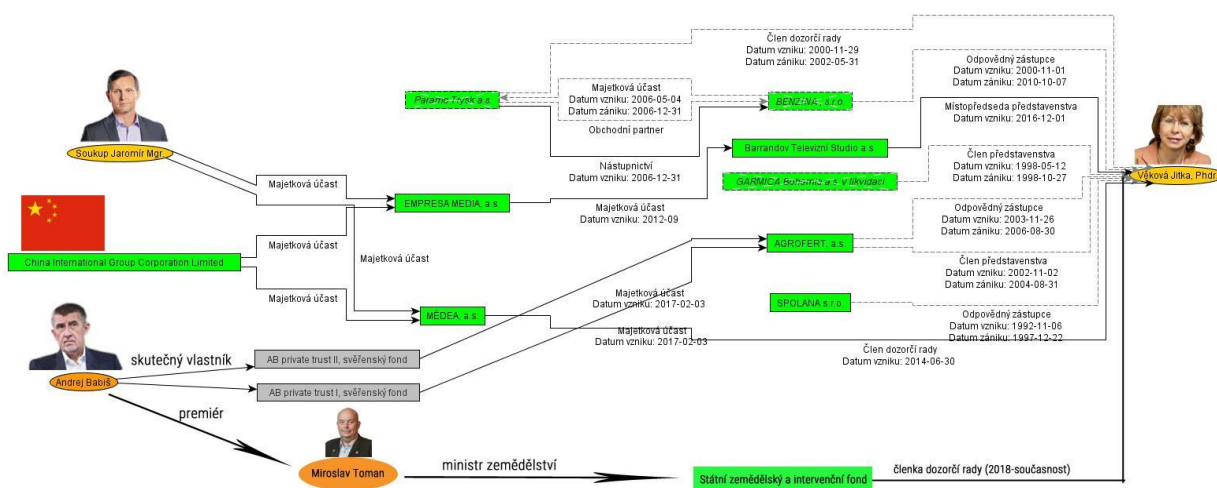 Člen dozorčí rady
Datum vzniku: 2000-11-29
Datum zániku: 2002-05-31
Odpovědný zástupce
Datum vzniku: 2000-11-01
Datum zániku: 2010-10-07
Majetková účast
Datum vzniku: 2006-05-04
Datum zániku: 2006-12-31
Paramo Trysk a.s.
BENZINA, s.r.o.
Obchodní partner
Místopředseda představenstva
Datum vzniku: 2016-12-01
Soukup Jaromír Mgr.
Barrandov Televizní Studio a.s.
Nástupnictví
Datum vzniku: 2006-12-31
Člen představenstva
Datum vzniku: 1998-05-12
Datum zániku: 1998-10-27
Věková Jitka, Phdr.
GARMICA Bohemia a.s. v likvidaci
Majetková účast
EMPRESA MEDIA, a.s.
Majetková účast
Datum vzniku: 2012-09
Odpovědný zástupce
Datum vzniku: 2003-11-26
Datum zániku: 2006-08-30
Majetková účast
AGROFERT, a.s.
China International Group Corporation Limited
Majetková účast
Člen představenstva
Datum vzniku: 2002-11-02
Datum zániku: 2004-08-31
Majetková účast
Majetková účast
Datum vzniku: 2017-02-03
SPOLANA s.r.o.
MÉDEA, a.s.
Majetková účast
Datum vzniku: 2017-02-03
Odpovědný zástupce
Datum vzniku: 1992-11-06
Datum zániku: 1997-12-22
Člen dozorčí rady
Datum vzniku: 2014-06-30
skutečný vlastník
AB private trust II, svěřenský fond
Andrej Babiš
AB private trust I, svěřenský fond
premiér
Miroslav Toman
ministr zemědělství
Státní zemědělský a intervenční fond
členka dozorčí rady (2018-současnost)